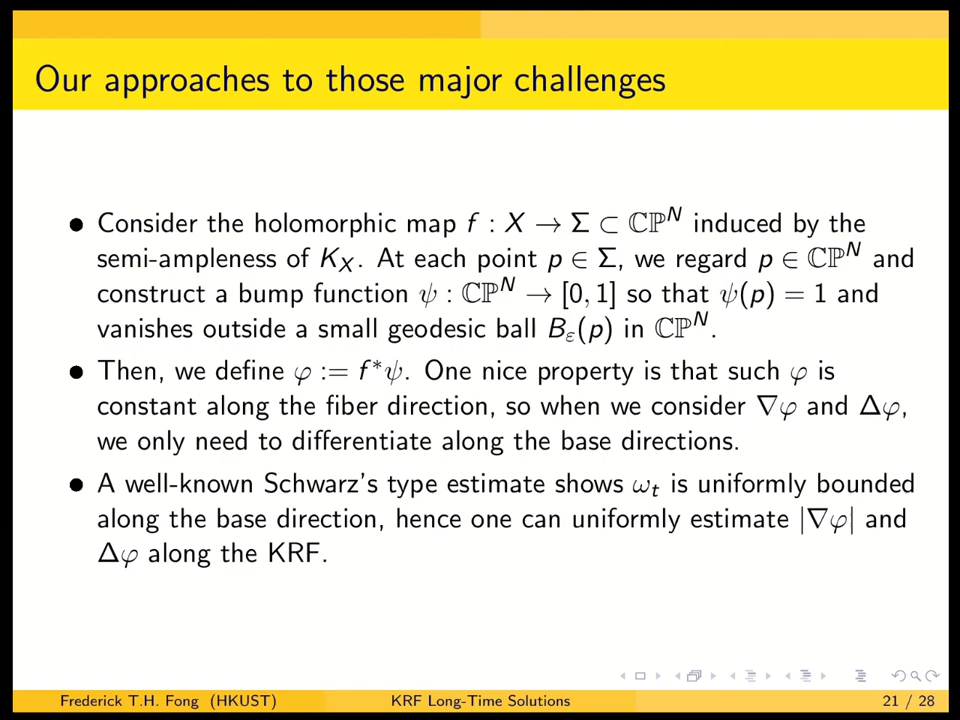 Our approaches to those major challenges
● Consider the holomorphic map f : X → Σ ⊂ ℂℙ^N induced by the
semi-ampleness of K_X. At each point p ∈ Σ, we regard p ∈ ℂℙ^N and
construct a bump function ψ : ℂℙ^N → [0, 1] so that ψ(p) = 1 and
vanishes outside a small geodesic ball B_ε(p) in ℂℙ^N.
● Then, we define φ := f*ψ. One nice property is that such φ is
constant along the fiber direction, so when we consider ∇φ and Δφ,
we only need to differentiate along the base directions.
● A well-known Schwarz's type estimate shows ω_t is uniformly bounded
along the base direction, hence one can uniformly estimate |∇φ| and
Δφ along the KRF.
Frederick T.H. Fong (HKUST) KRF Long-Time Solutions 21 / 28